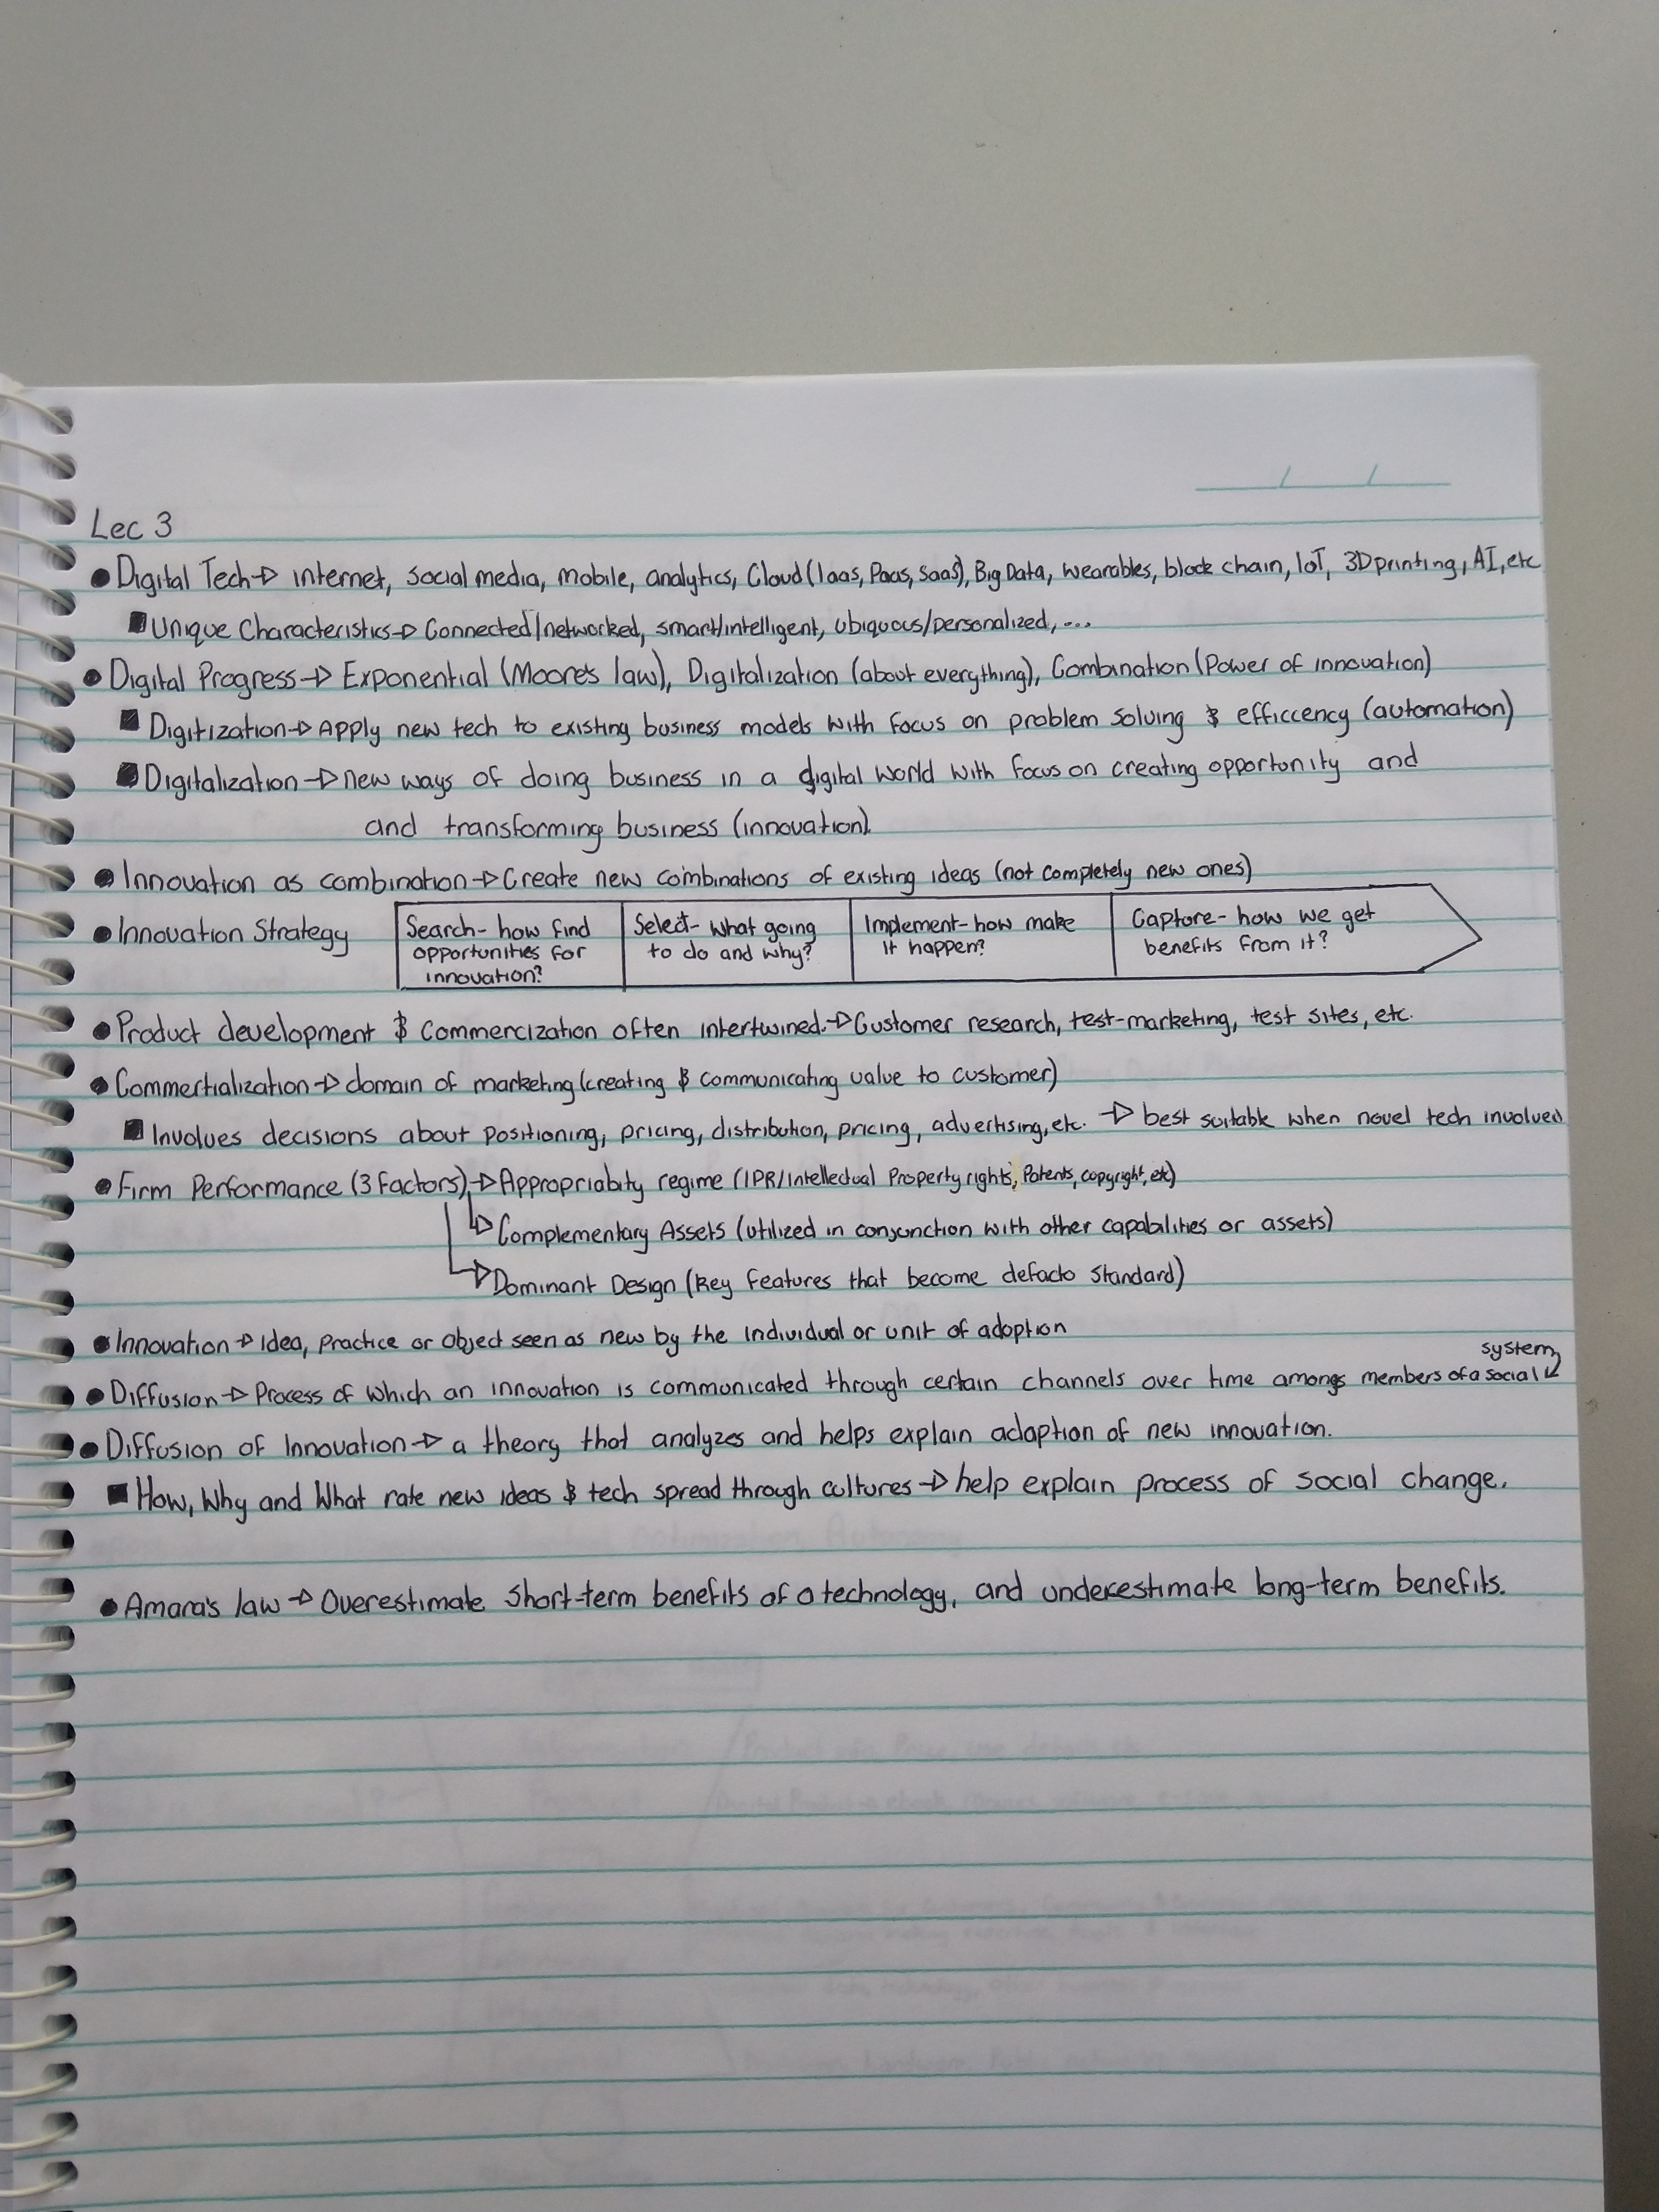 Lec 3
● Digital Tech → internet, social media, mobile, analytics, Cloud (Iaas, Paas, SaaS), Big Data, wearables, block chain, IoT, 3D printing, AI, etc
■ Unique Characteristics → Connected/networked, smart/intelligent, ubiquous/personalized, ...
● Digital Progress → Exponential (Moore's law), Digitalization (about everything), Combination (Power of innovation)
■ Digitization → Apply new tech to existing business models with focus on problem solving & efficcency (automation)
■ Digitalization → new ways of doing business in a digital world with focus on creating opportunity and
and transforming business (innovation).
● Innovation as combination → Create new combinations of existing ideas (not completely new ones)
● Innovation Strategy
Search - how find
opportunities for
innovation?
Select - what going
to do and why?
Implement - how make
it happen?
Capture - how we get
benefits from it?
● Product development & commercization often intertwined. → Customer research, test-marketing, test sites, etc.
● Commertialization → domain of marketing (creating & communicating value to customer)
■ Involves decisions about positioning, pricing, distribution, pricing, advertising, etc. → best suitable when novel tech involved
● Firm Performance (3 factors) → Appropriabity regime (IPR/Intellectual Property rights, Patents, copyright, etc)
→ Complementary Assets (utilized in conjunction with other capabilities or assets)
→ Dominant Design (key features that become defacto standard)
● Innovation → Idea, practice or object seen as new by the individual or unit of adoption
● Diffusion → Process of which an innovation is communicated through certain channels over time amongs members of a social
system
● Diffusion of Innovation → a theory that analyzes and helps explain adaption of new innovation.
■ How, Why and What rate new ideas & tech spread through cultures → help explain process of social change.
● Amara's law → Overestimate short-term benefits of a technology, and underestimate long-term benefits.